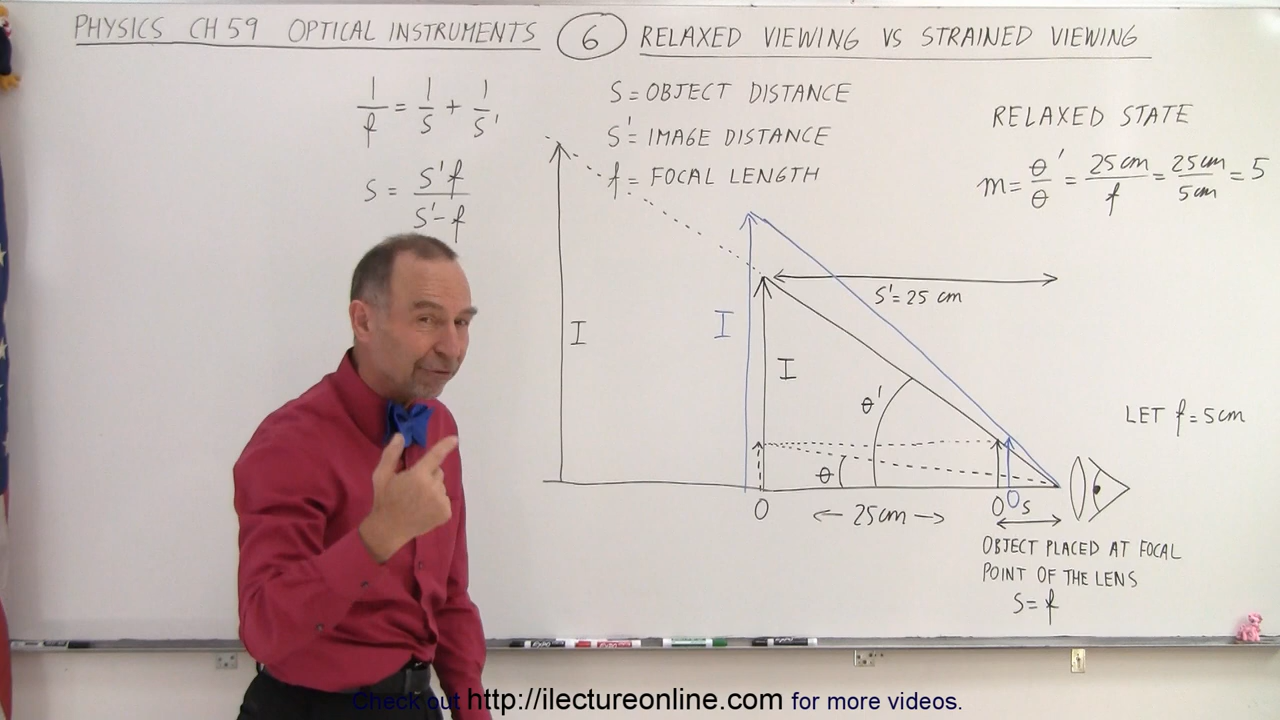 PHYSICS CH 59 OPTICAL INSTRUMENTS 6 RELAXED VIEWING VS STRAINED VIEWING
1/f = 1/S + 1/S'
S = S'f / S'-f
S = OBJECT DISTANCE
S' = IMAGE DISTANCE
f = FOCAL LENGTH
RELAXED STATE
m = θ'/θ = 25cm/f = 25cm/5cm = 5
S' = 25 cm
I
I
I
θ'
θ
LET f = 5cm
O
← 25cm →
O
O
S
OBJECT PLACED AT FOCAL
POINT OF THE LENS
S = f
Check out http://ilectureonline.com for more videos.